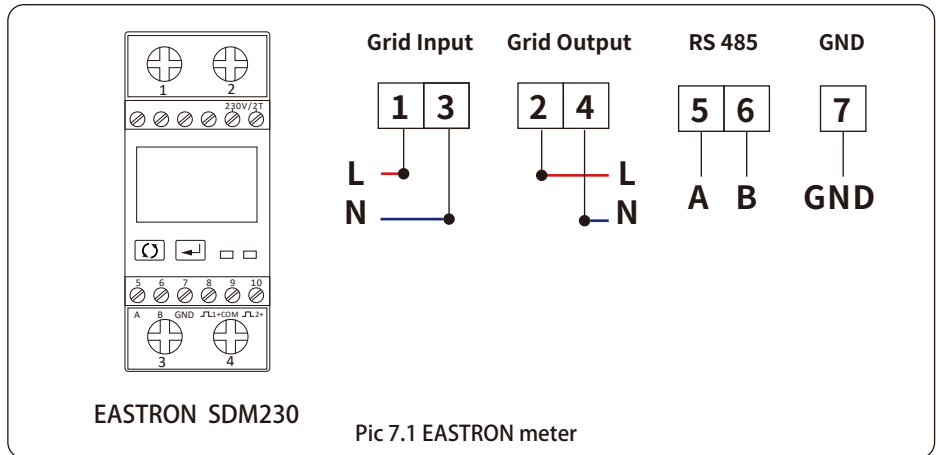 Grid Input Grid Output RS 485 GND
1 2
230V/2T
1 3 2 4 5 6 7
L L A B GND
N N
5 6 7 8 9 10
A B GND 1+COM 2+
3 4
EASTRON SDM230
Pic 7.1 EASTRON meter